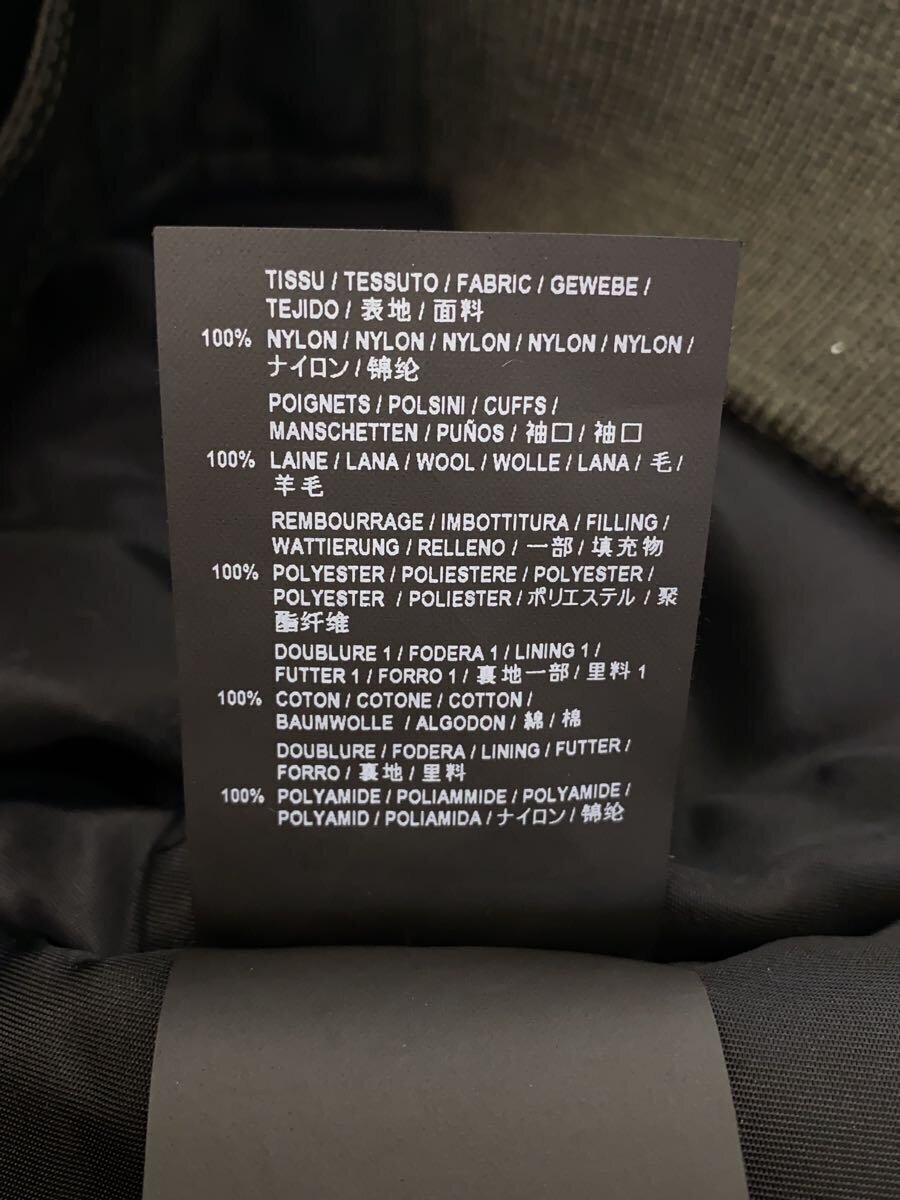 TISSU / TESSUTO / FABRIC / GEWEBE /
TEJIDO / 表地 / 面料
100% NYLON / NYLON / NYLON / NYLON / NYLON /
ナイロン / 锦纶
POIGNETS / POLSINI / CUFFS /
MANSCHETTEN / PUÑOS / 袖口 / 袖口
100% LAINE / LANA / WOOL / WOLLE / LANA / 毛 /
羊毛
REMBOURRAGE / IMBOTTITURA / FILLING /
WATTIERUNG / RELLENO / 一部 / 填充物
100% POLYESTER / POLIESTERE / POLYESTER /
POLYESTER / POLIESTER / ポリエステル / 聚
酯纤维
DOUBLURE 1 / FODERA 1 / LINING 1 /
FUTTER 1 / FORRO 1 / 裏地一部 / 里料 1
100% COTON / COTONE / COTTON /
BAUMWOLLE / ALGODON / 綿 / 棉
DOUBLURE / FODERA / LINING / FUTTER /
FORRO / 裏地 / 里料
100% POLYAMIDE / POLIAMMIDE / POLYAMIDE /
POLYAMID / POLIAMIDA / ナイロン / 锦纶